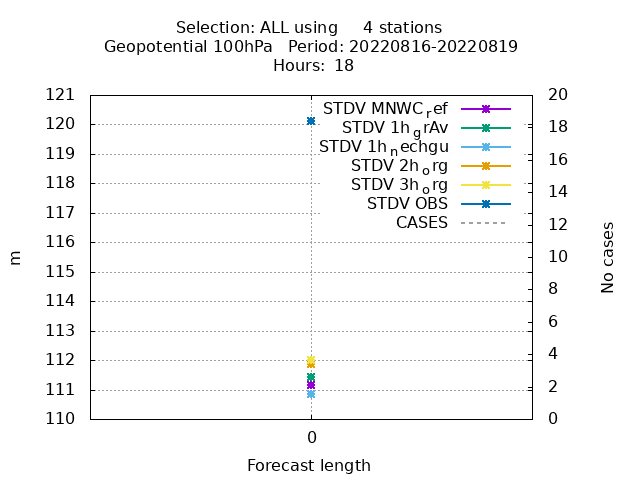 Selection: ALL using     4 stations
Geopotential 100hPa   Period: 20220816-20220819
Hours: 18
121
120
119
118
117
116
115
114
113
112
111
110
m
STDV MNWC_ref
STDV 1h_grAv
STDV 1h_nechgu
STDV 2h_org
STDV 3h_org
STDV OBS
CASES
20
18
16
14
12
10
8
6
4
2
0
No cases
0
Forecast length